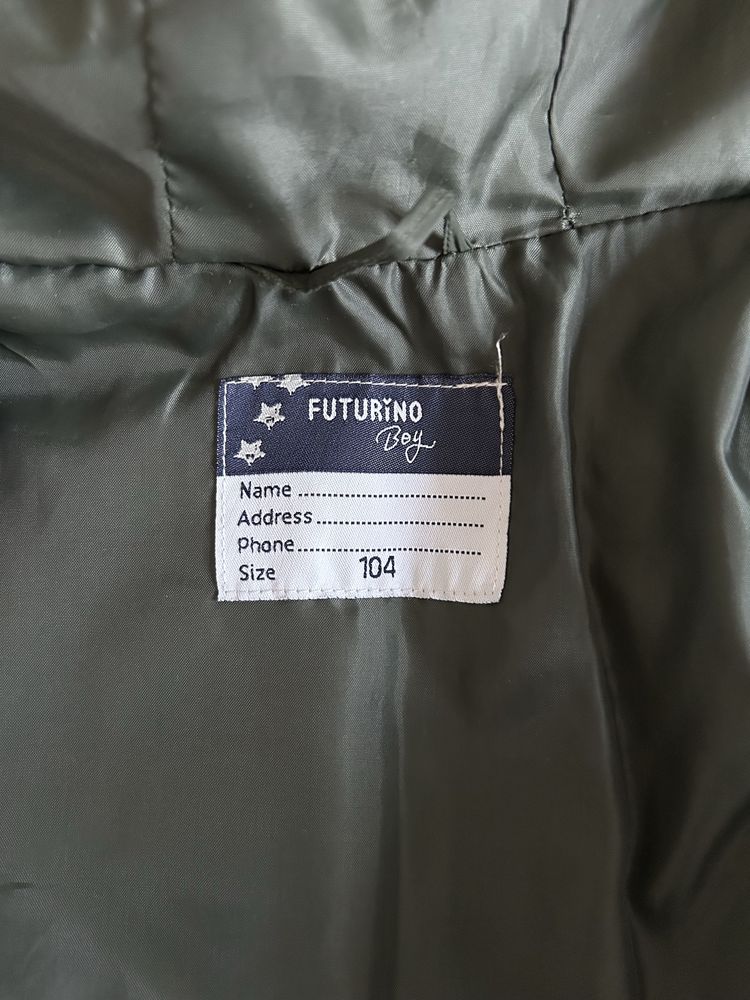 FUTURINO
Boy
Name ....................................
Address ................................
Phone ...................................
Size 104